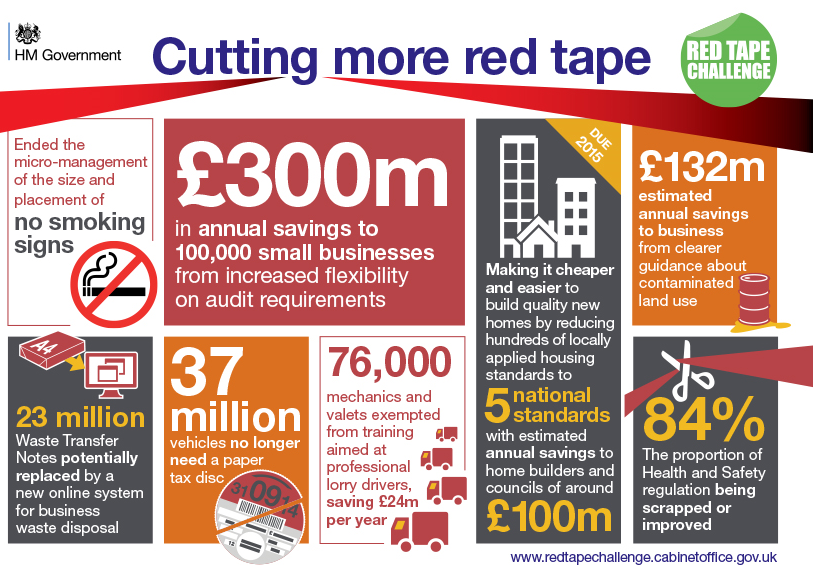 HM Government
Cutting more red tape
RED TAPE
CHALLENGE
Ended the
micro-management
of the size and
placement of
no smoking
signs
£300m
in annual savings to
100,000 small businesses
from increased flexibility
on audit requirements
DUE
2015
Making it cheaper
and easier to
build quality new
homes by reducing
hundreds of locally
applied housing
standards to
5 national
standards
with estimated
annual savings to
home builders and
councils of around
£100m
£132m
estimated
annual savings
to business
from clearer
guidance about
contaminated
land use
A4
23 million
Waste Transfer
Notes potentially
replaced by a
new online system
for business
waste disposal
37
million
vehicles no longer
need a paper
tax disc
31 09 14
12
£
76,000
mechanics and
valets exempted
from training
aimed at
professional
lorry drivers,
saving £24m
per year
84%
The proportion of
Health and Safety
regulation being
scrapped or
improved
www.redtapechallenge.cabinetoffice.gov.uk